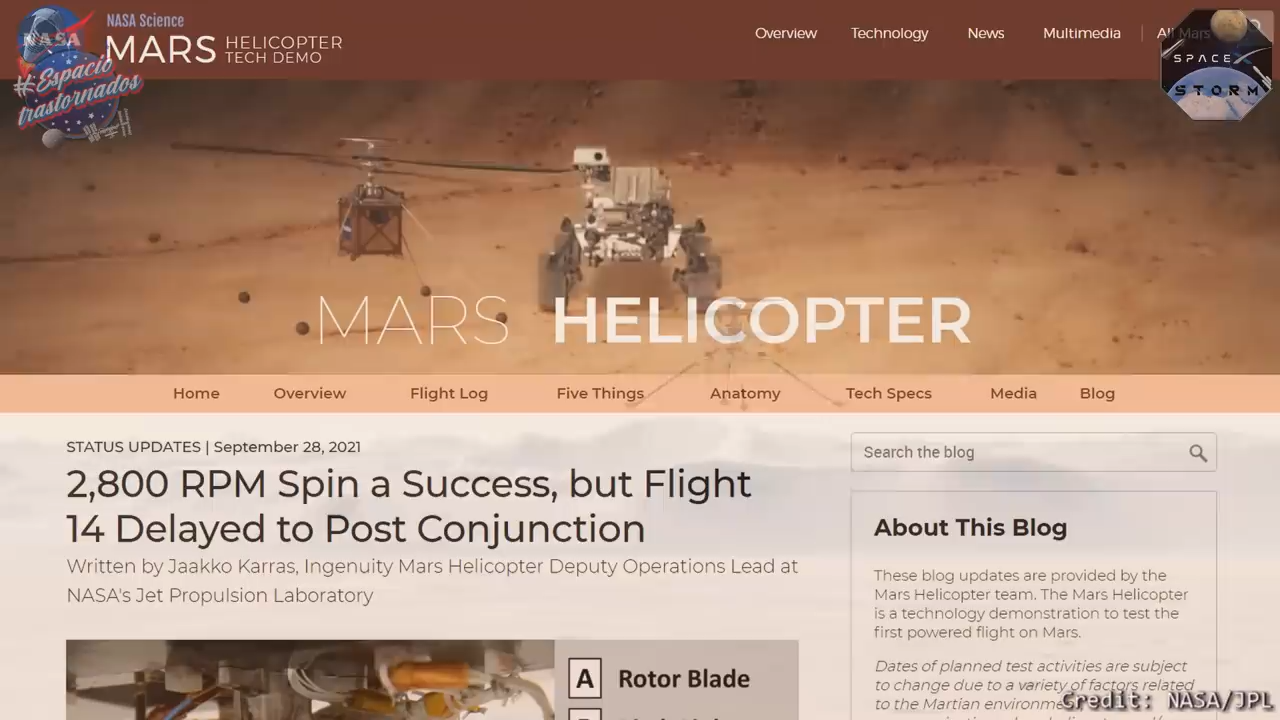 NASA Science
NASA
MARS HELICOPTER
TECH DEMO
Overview Technology News Multimedia All Mars
#Espacio
trastornados
SPACEX
STORM
MARS HELICOPTER
Home Overview Flight Log Five Things Anatomy Tech Specs Media Blog
STATUS UPDATES | September 28, 2021
2,800 RPM Spin a Success, but Flight
14 Delayed to Post Conjunction
Written by Jaakko Karras, Ingenuity Mars Helicopter Deputy Operations Lead at
NASA's Jet Propulsion Laboratory
A Rotor Blade
Search the blog
About This Blog
These blog updates are provided by the
Mars Helicopter team. The Mars Helicopter
is a technology demonstration to test the
first powered flight on Mars.
Dates of planned test activities are subject
to change due to a variety of factors related
to the Martian
Credit: NASA/JPL